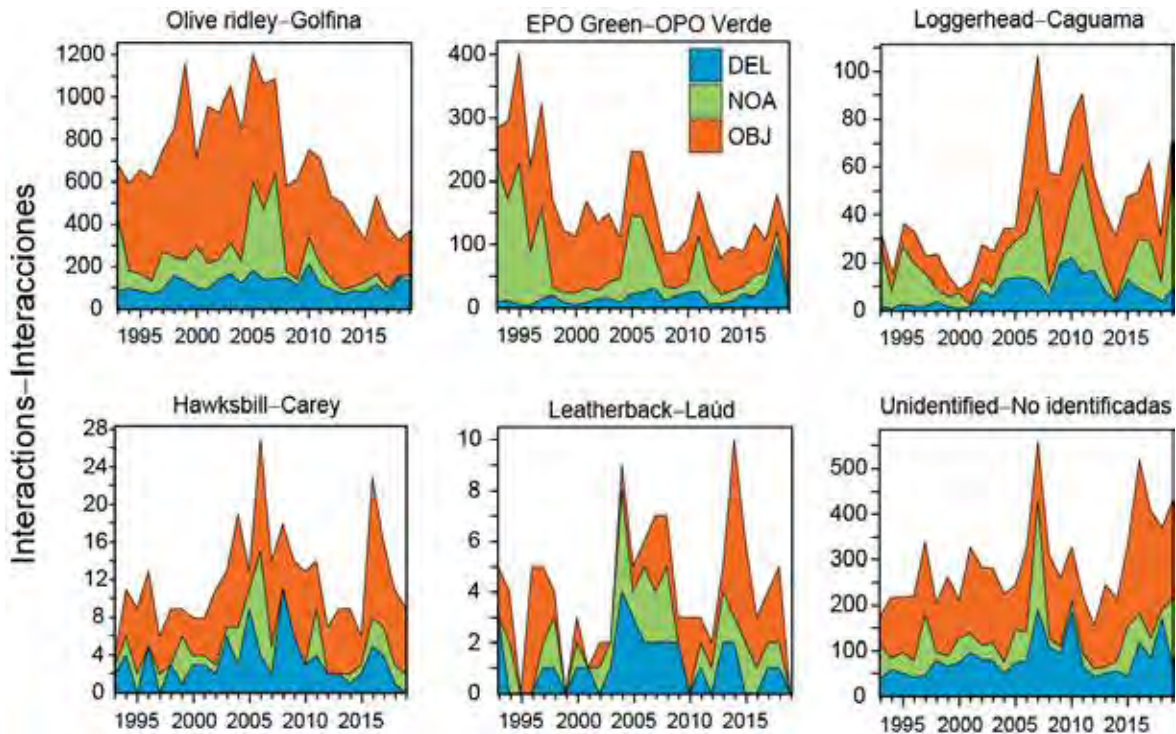 Olive ridley–Golfina
EPO Green–OPO Verde
Loggerhead–Caguama
Interactions–Interacciones
1200
1000
800
600
400
200
0
1995 2000 2005 2010 2015
400
300
200
100
0
1995 2000 2005 2010 2015
DEL
NOA
OBJ
100
80
60
40
20
0
1995 2000 2005 2010 2015
Hawksbill–Carey
Leatherback–Laúd
Unidentified–No identificadas
28
24
20
16
12
8
4
0
1995 2000 2005 2010 2015
10
8
6
4
2
0
1995 2000 2005 2010 2015
500
400
300
200
100
0
1995 2000 2005 2010 2015